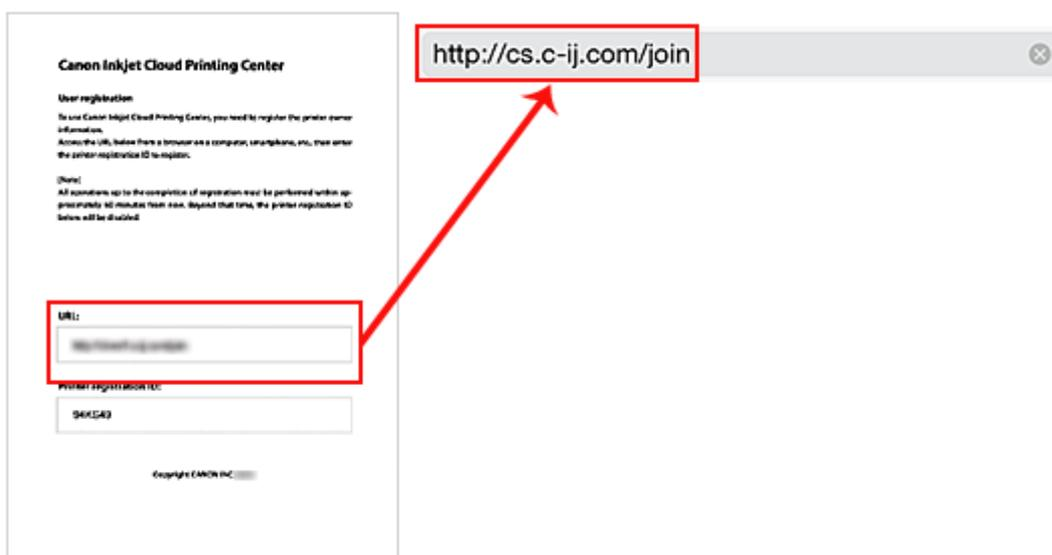 Canon Inkjet Cloud Printing Center
User registration
To use Canon Inkjet Cloud Printing Center, you need to register the printer owner
information.
Access the URL below from a browser on a computer, smartphone, etc., then enter
the printer registration ID to register.
[Note]
All operations up to the completion of registration must be performed within ap-
proximately 60 minutes from now. Beyond that time, the printer registration ID
below will be disabled.
URL:
Printer registration ID:
Copyright CANON INC.
http://cs.c-ij.com/join